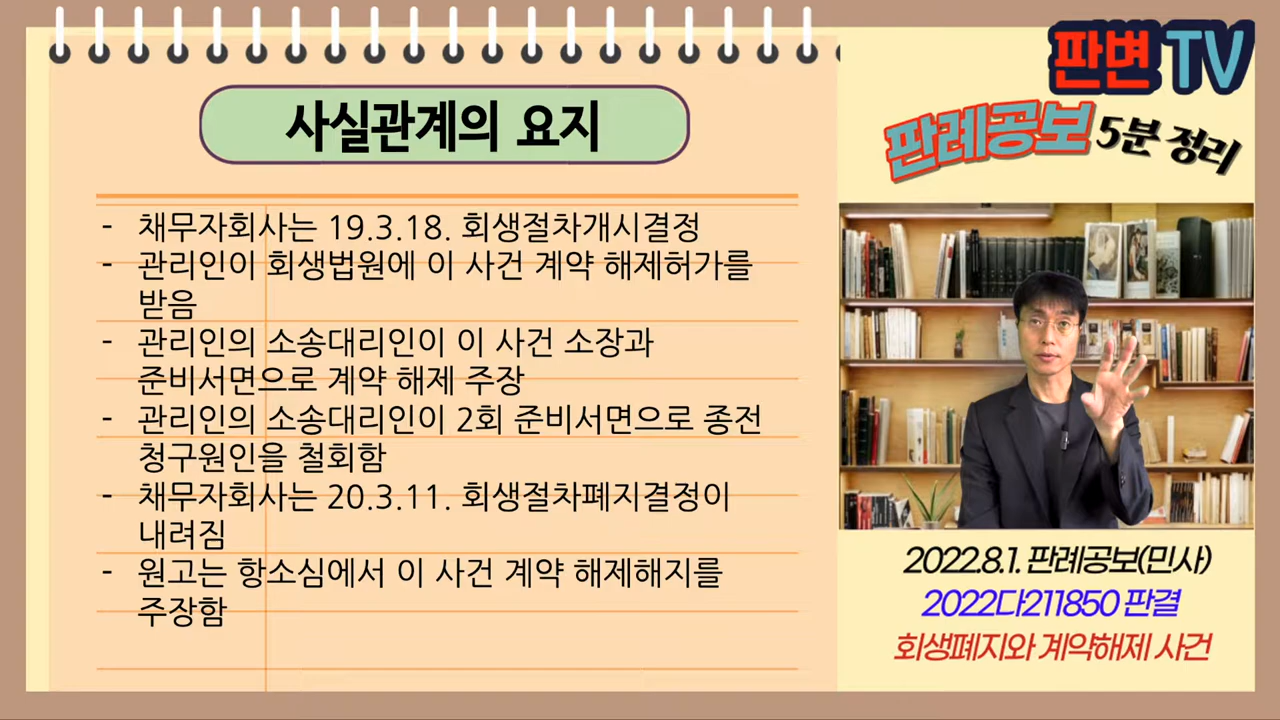 사실관계의 요지
- 채무자회사는 19.3.18. 회생절차개시결정
- 관리인이 회생법원에 이 사건 계약 해제허가를
받음
- 관리인의 소송대리인이 이 사건 소장과
준비서면으로 계약 해제 주장
- 관리인의 소송대리인이 2회 준비서면으로 종전
청구원인을 철회함
- 채무자회사는 20.3.11. 회생절차폐지결정이
내려짐
- 원고는 항소심에서 이 사건 계약 해제해지를
주장함
판변 TV
판례공보 5분 정리
2022.8.1. 판례공보(민사)
2022다211850 판결
회생폐지와 계약해제 사건